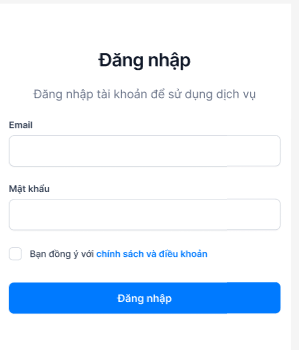 Đăng nhập
Đăng nhập tài khoản để sử dụng dịch vụ
Email
Mật khẩu
Bạn đồng ý với chính sách và điều khoản
Đăng nhập